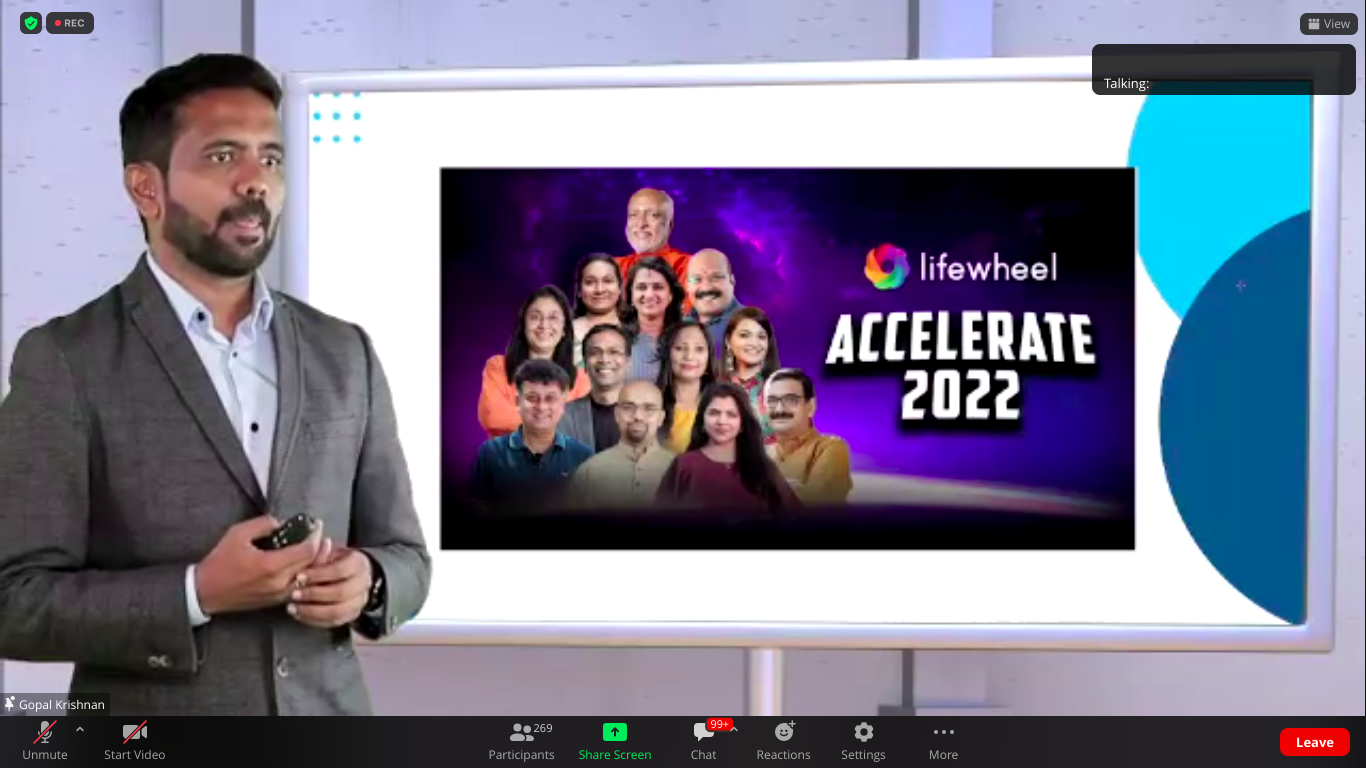 REC
View
Talking:
lifewheel
ACCELERATE
2022
Gopal Krishnan
Unmute
Start Video
269
Participants
Share Screen
99+
Chat
Reactions
Settings
More
Leave